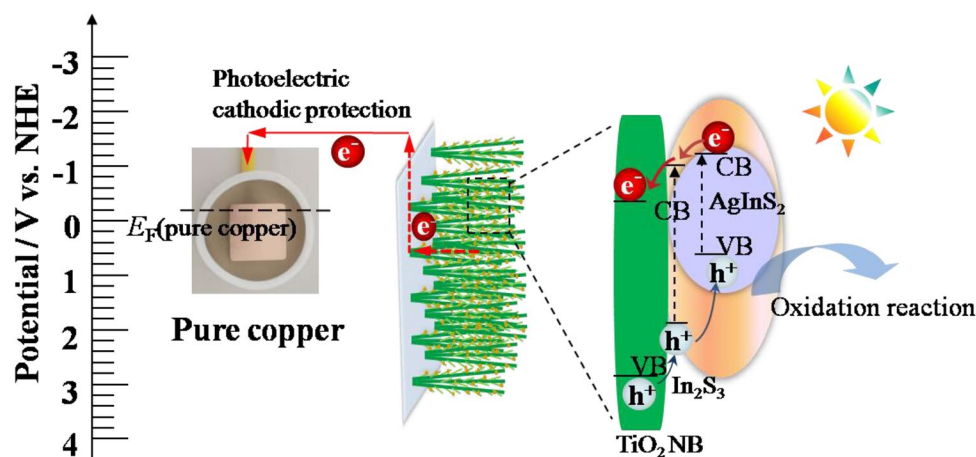 Potential / V vs. NHE
-3
-2
-1
0
1
2
3
4
Photoelectric
cathodic protection
e⁻
E_F(pure copper)
Pure copper
e⁻
e⁻
e⁻
CB
CB
AgInS₂
VB
h⁺
h⁺
VB
h⁺
In₂S₃
TiO₂ NB
Oxidation reaction